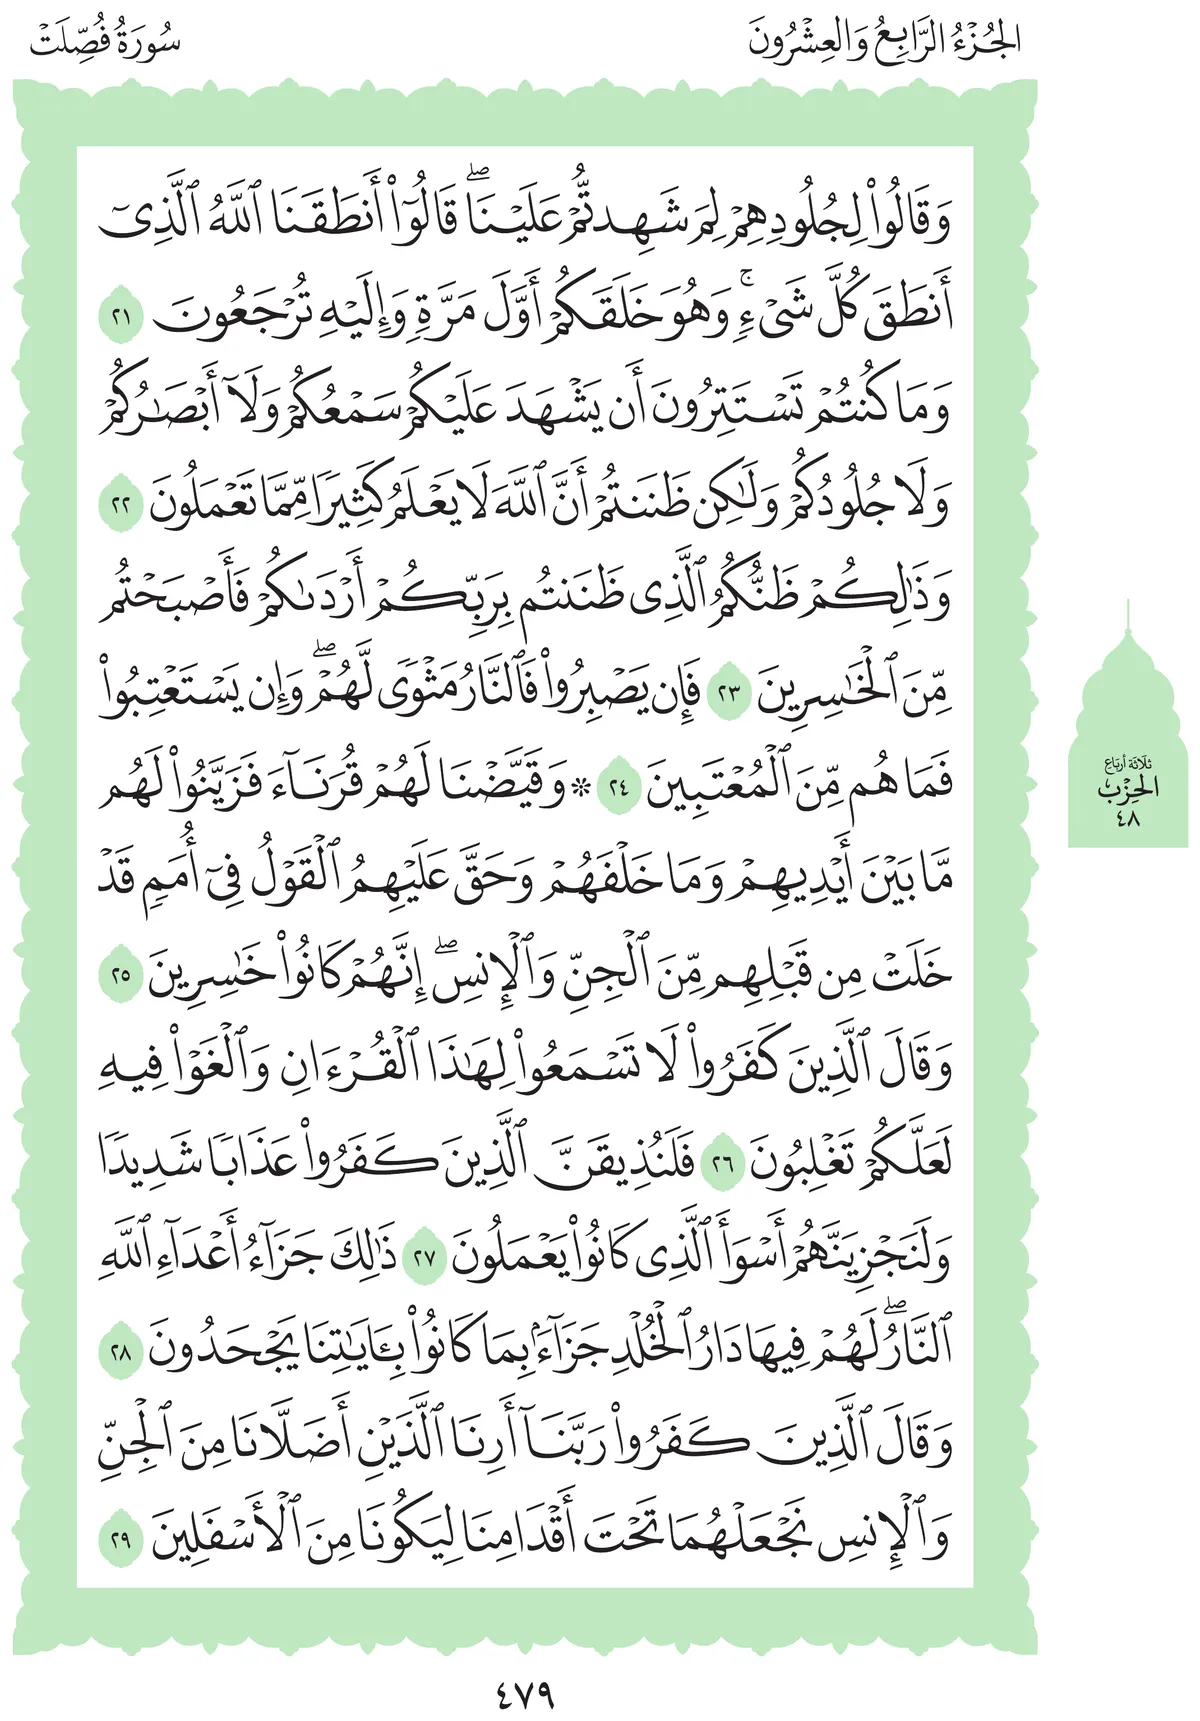 الجُزْءُ الرَّابِعُ وَالعِشْرُونَ
سُورَةُ فُصِّلَتْ
وَقَالُوا۟ لِجُلُودِهِمْ لِمَ شَهِدتُّمْ عَلَيْنَا ۖ قَالُوٓا۟ أَنطَقَنَا ٱللَّهُ ٱلَّذِىٓ
أَنطَقَ كُلَّ شَىْءٍ ۚ وَهُوَ خَلَقَكُمْ أَوَّلَ مَرَّةٍ وَإِلَيْهِ تُرْجَعُونَ ٢١
وَمَا كُنتُمْ تَسْتَتِرُونَ أَن يَشْهَدَ عَلَيْكُمْ سَمْعُكُمْ وَلَآ أَبْصَـٰرُكُمْ
وَلَا جُلُودُكُمْ وَلَـٰكِن ظَنَنتُمْ أَنَّ ٱللَّهَ لَا يَعْلَمُ كَثِيرًا مِّمَّا تَعْمَلُونَ ٢٢
وَذَٰلِكُمْ ظَنُّكُمُ ٱلَّذِى ظَنَنتُم بِرَبِّكُمْ أَرْدَىٰكُمْ فَأَصْبَحْتُم
مِّنَ ٱلْخَـٰسِرِينَ ٢٣ فَإِن يَصْبِرُوا۟ فَٱلنَّارُ مَثْوًى لَّهُمْ ۖ وَإِن يَسْتَعْتِبُوا۟
فَمَا هُم مِّنَ ٱلْمُعْتَبِينَ ٢٤ * وَقَيَّضْنَا لَهُمْ قُرَنَآءَ فَزَيَّنُوا۟ لَهُم
مَّا بَيْنَ أَيْدِيهِمْ وَمَا خَلْفَهُمْ وَحَقَّ عَلَيْهِمُ ٱلْقَوْلُ فِىٓ أُمَمٍ قَدْ
خَلَتْ مِن قَبْلِهِم مِّنَ ٱلْجِنِّ وَٱلْإِنسِ ۖ إِنَّهُمْ كَانُوا۟ خَـٰسِرِينَ ٢٥
وَقَالَ ٱلَّذِينَ كَفَرُوا۟ لَا تَسْمَعُوا۟ لِهَـٰذَا ٱلْقُرْءَانِ وَٱلْغَوْا۟ فِيهِ
لَعَلَّكُمْ تَغْلِبُونَ ٢٦ فَلَنُذِيقَنَّ ٱلَّذِينَ كَفَرُوا۟ عَذَابًا شَدِيدًا
وَلَنَجْزِيَنَّهُمْ أَسْوَأَ ٱلَّذِى كَانُوا۟ يَعْمَلُونَ ٢٧ ذَٰلِكَ جَزَآءُ أَعْدَآءِ ٱللَّهِ
ٱلنَّارُ ۖ لَهُمْ فِيهَا دَارُ ٱلْخُلْدِ جَزَآءًۢ بِمَا كَانُوا۟ بِـَٔايَـٰتِنَا يَجْحَدُونَ ٢٨
وَقَالَ ٱلَّذِينَ كَفَرُوا۟ رَبَّنَآ أَرِنَا ٱلَّذَيْنِ أَضَلَّانَا مِنَ ٱلْجِنِّ
وَٱلْإِنسِ نَجْعَلْهُمَا تَحْتَ أَقْدَامِنَا لِيَكُونَا مِنَ ٱلْأَسْفَلِينَ ٢٩
ثَلَاثَة أَربَاع
الحِزْب
٤٨
٤٧٩